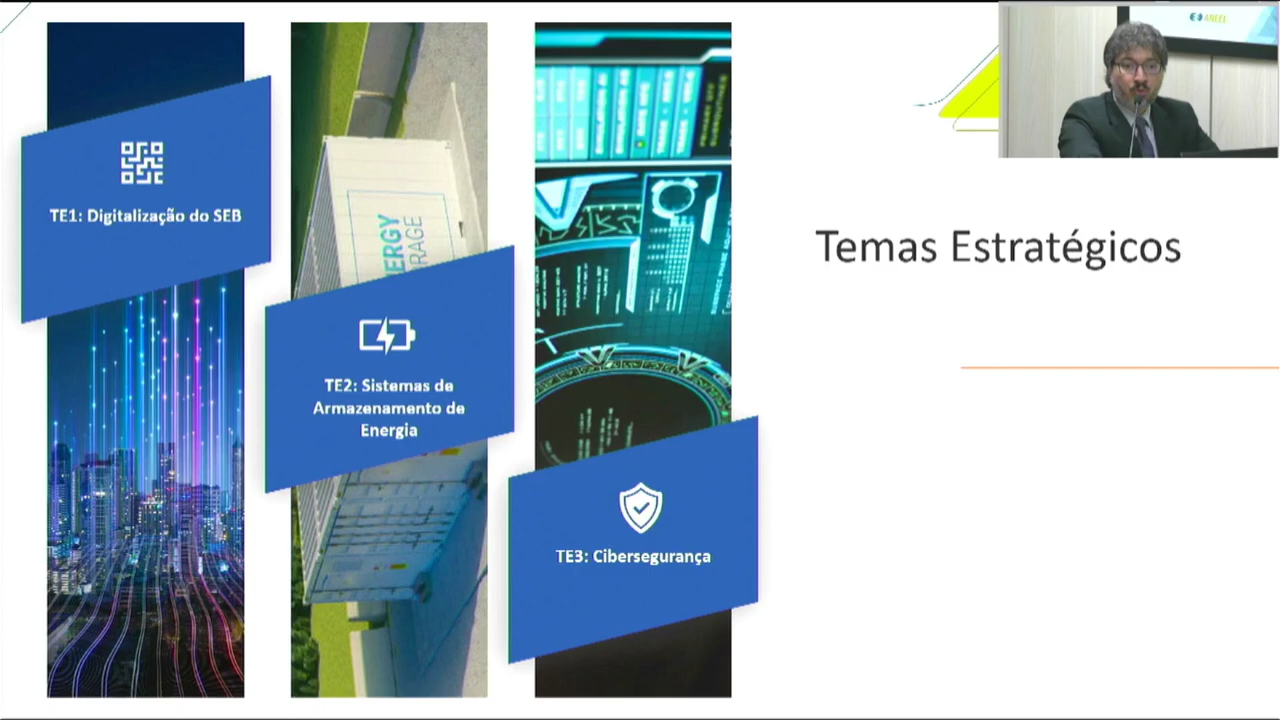 TE1: Digitalização do SEB
TE2: Sistemas de
Armazenamento de
Energia
TE3: Cibersegurança
Temas Estratégicos
ANEEL